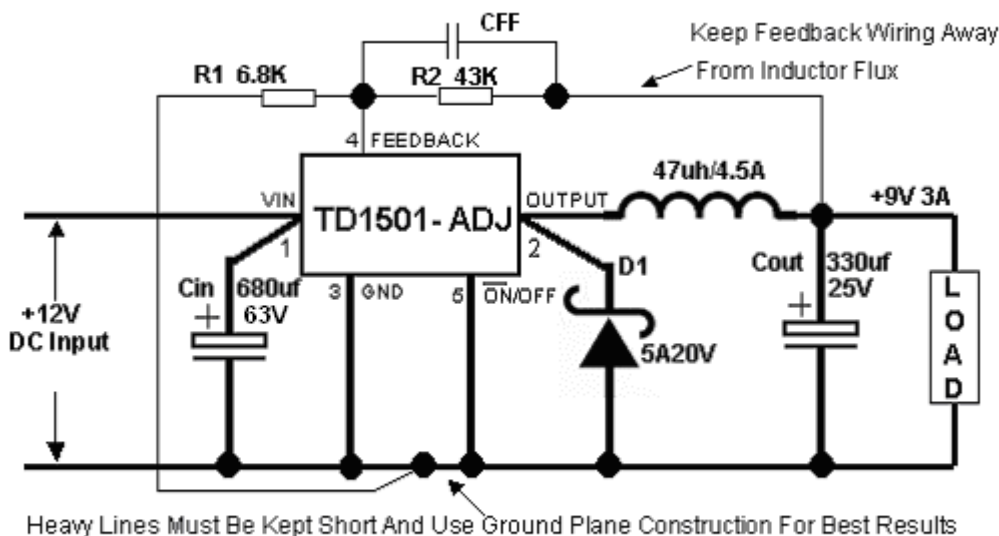 CFF
Keep Feedback Wiring Away
From Inductor Flux
R1 6.8K
R2 43K
4 FEEDBACK
47uh/4.5A
VIN
TD1501- ADJ
OUTPUT
+9V 3A
1
2
D1
Cin
680uf
63V
+
3 GND
5 ON/OFF
Cout
330uf
25V
+
+12V
DC Input
5A20V
LOAD
Heavy Lines Must Be Kept Short And Use Ground Plane Construction For Best Results